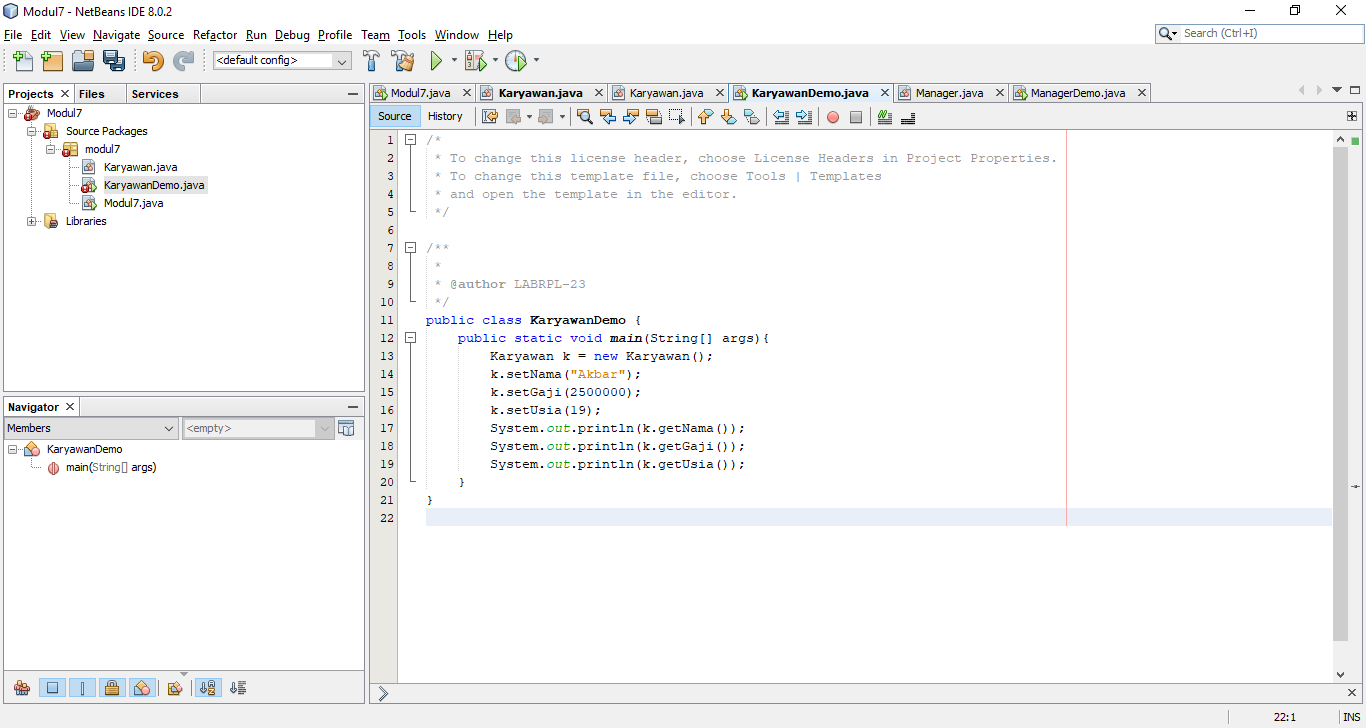 Modul7 - NetBeans IDE 8.0.2
File Edit View Navigate Source Refactor Run Debug Profile Team Tools Window Help
Search (Ctrl+I)
<default config>
Projects Files Services
Modul7
Source Packages
modul7
Karyawan.java
KaryawanDemo.java
Modul7.java
Libraries
Navigator
Members <empty>
KaryawanDemo
main(String[] args)
Modul7.java Karyawan.java Karyawan.java KaryawanDemo.java Manager.java ManagerDemo.java
Source History
1 /*
2 * To change this license header, choose License Headers in Project Properties.
3 * To change this template file, choose Tools | Templates
4 * and open the template in the editor.
5 */
6
7 /**
8 *
9 * @author LABRPL-23
10 */
11 public class KaryawanDemo {
12 public static void main(String[] args){
13 Karyawan k = new Karyawan();
14 k.setNama("Akbar");
15 k.setGaji(2500000);
16 k.setUsia(19);
17 System.out.println(k.getNama());
18 System.out.println(k.getGaji());
19 System.out.println(k.getUsia());
20 }
21 }
22
22:1 INS